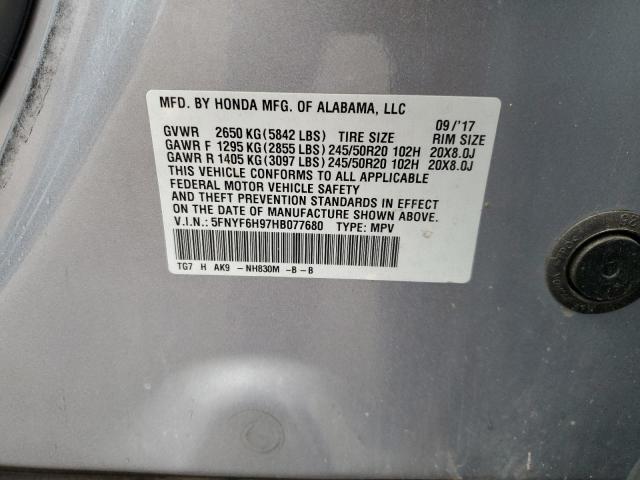 MFD. BY HONDA MFG. OF ALABAMA, LLC
09/'17
GVWR 2650 KG (5842 LBS) TIRE SIZE RIM SIZE
GAWR F 1295 KG (2855 LBS) 245/50R20 102H 20X8.0J
GAWR R 1405 KG (3097 LBS) 245/50R20 102H 20X8.0J
THIS VEHICLE CONFORMS TO ALL APPLICABLE
FEDERAL MOTOR VEHICLE SAFETY
AND THEFT PREVENTION STANDARDS IN EFFECT
ON THE DATE OF MANUFACTURE SHOWN ABOVE.
V.I.N.: 5FNYF6H97HB077680 TYPE: MPV
TG7 H AK9 -NH830M -B -B